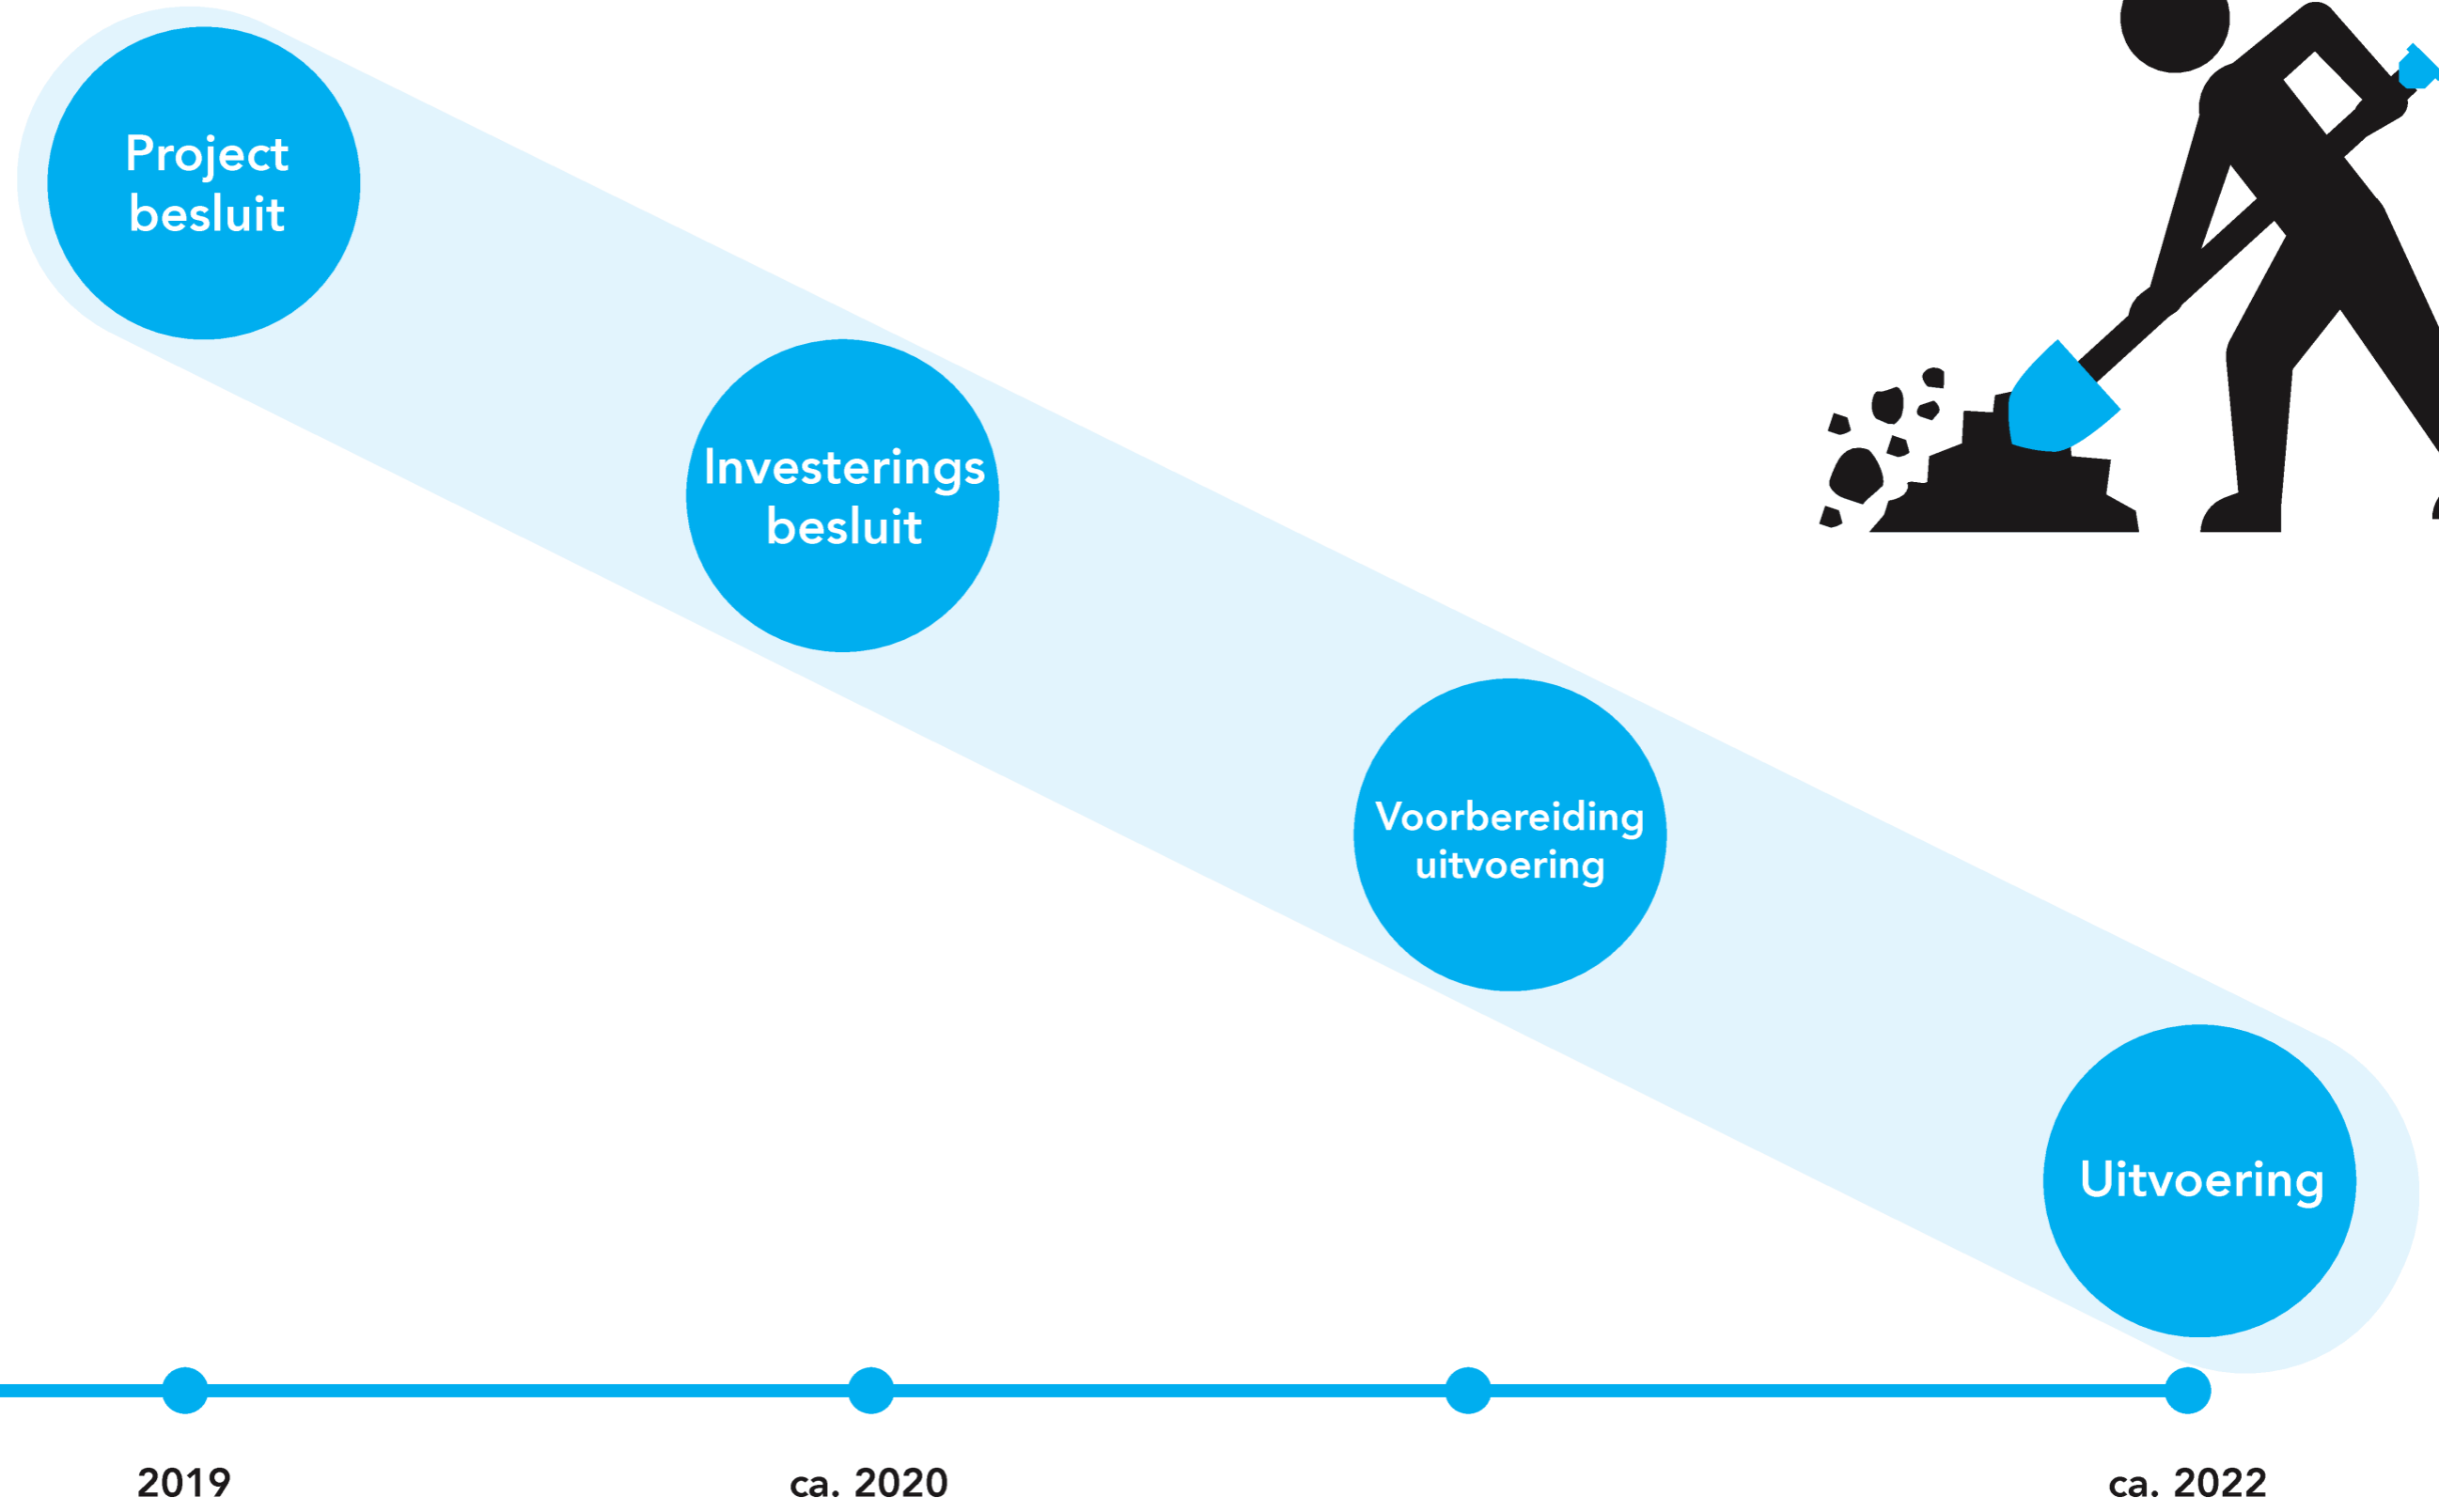 Project
besluit
Investerings
besluit
Voorbereiding
uitvoering
Uitvoering
2019
ca. 2020
ca. 2022